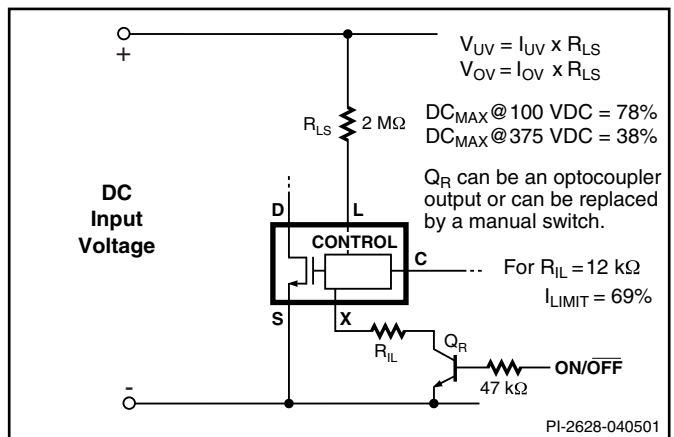 +
V_UV = I_UV x R_LS
V_OV = I_OV x R_LS
R_LS 2 MΩ
DC_MAX@100 VDC = 78%
DC_MAX@375 VDC = 38%
DC
Input
Voltage
Q_R can be an optocoupler
output or can be replaced
by a manual switch.
D
L
CONTROL
C
For R_IL = 12 kΩ
I_LIMIT = 69%
S
X
R_IL
Q_R
47 kΩ
ON/O̅F̅F̅
-
PI-2628-040501